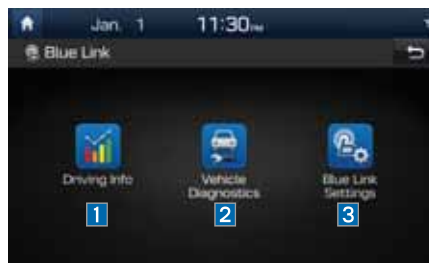 Jan. 1 11:30PM
Blue Link
Driving Info
Vehicle
Diagnostics
Blue Link
Settings
1 2 3